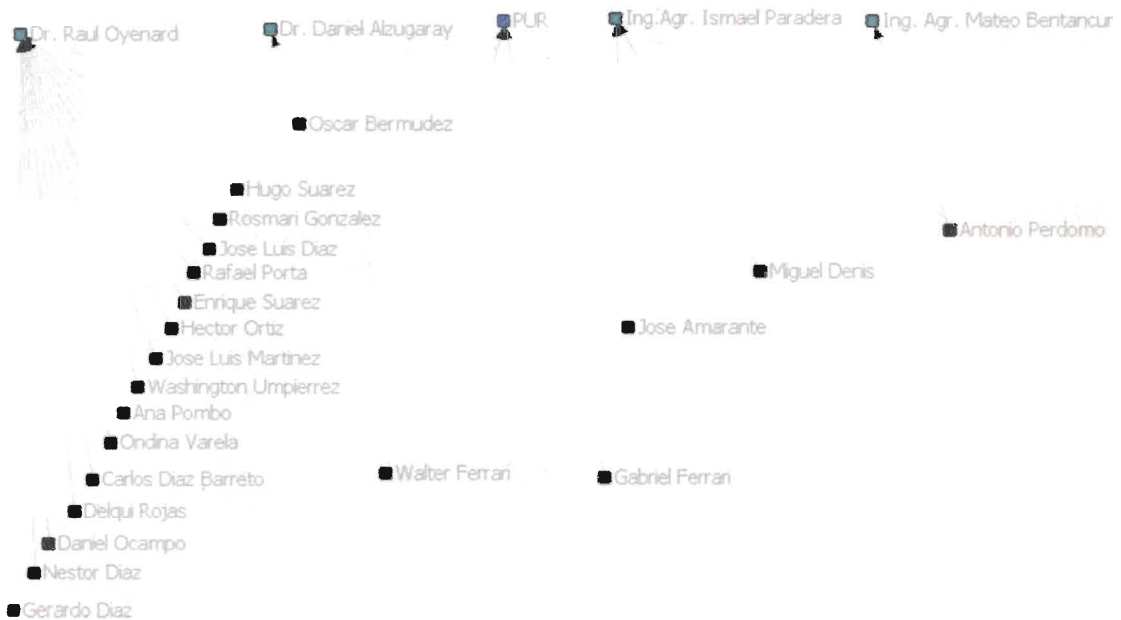 Dr. Raul Oyenard
Dr. Daniel Alzugaray
PUR
Ing.Agr. Ismael Paradera
Ing. Agr. Mateo Bentancur
Oscar Bermudez
Hugo Suarez
Rosmari Gonzalez
Antonio Perdomo
Jose Luis Diaz
Rafael Porta
Miguel Denis
Enrique Suarez
Hector Ortiz
Jose Amarante
Jose Luis Martinez
Washington Umpierrez
Ana Pombo
Ondina Varela
Carlos Diaz Barreto
Walter Ferrari
Gabriel Ferrari
Delqui Rojas
Daniel Ocampo
Nestor Diaz
Gerardo Diaz